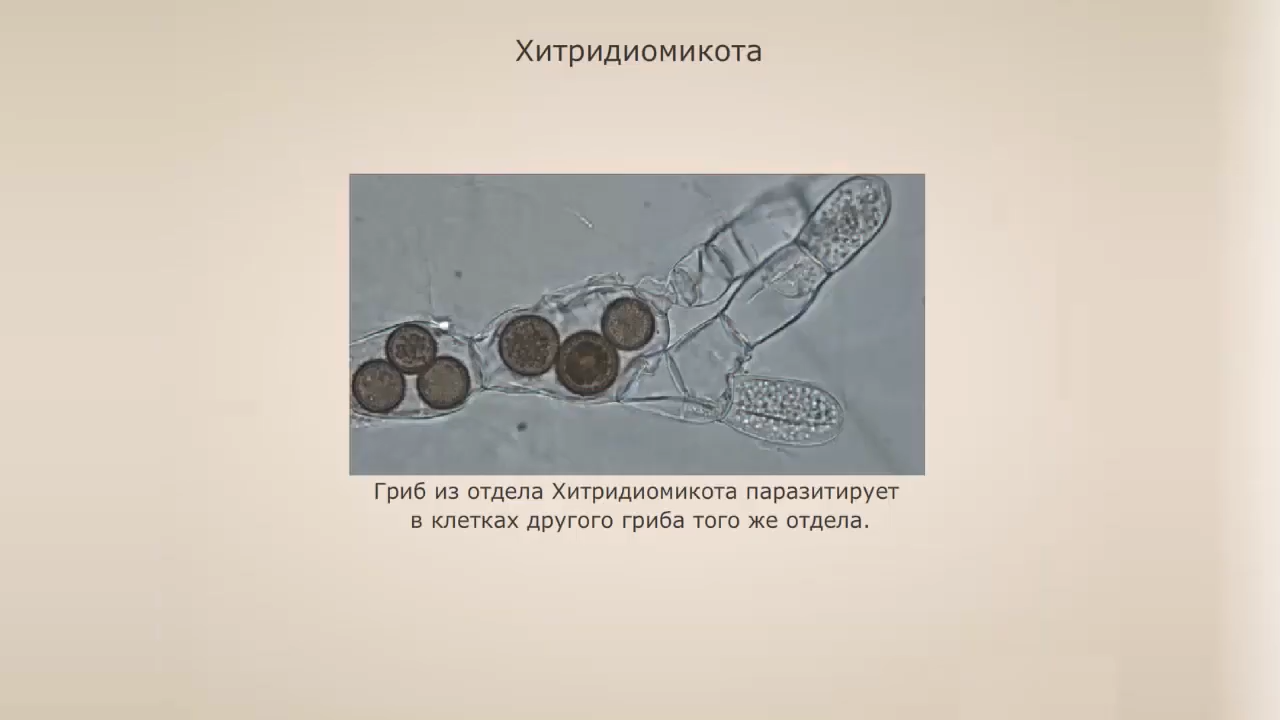 Хитридиомикота
Гриб из отдела Хитридиомикота паразитирует
в клетках другого гриба того же отдела.